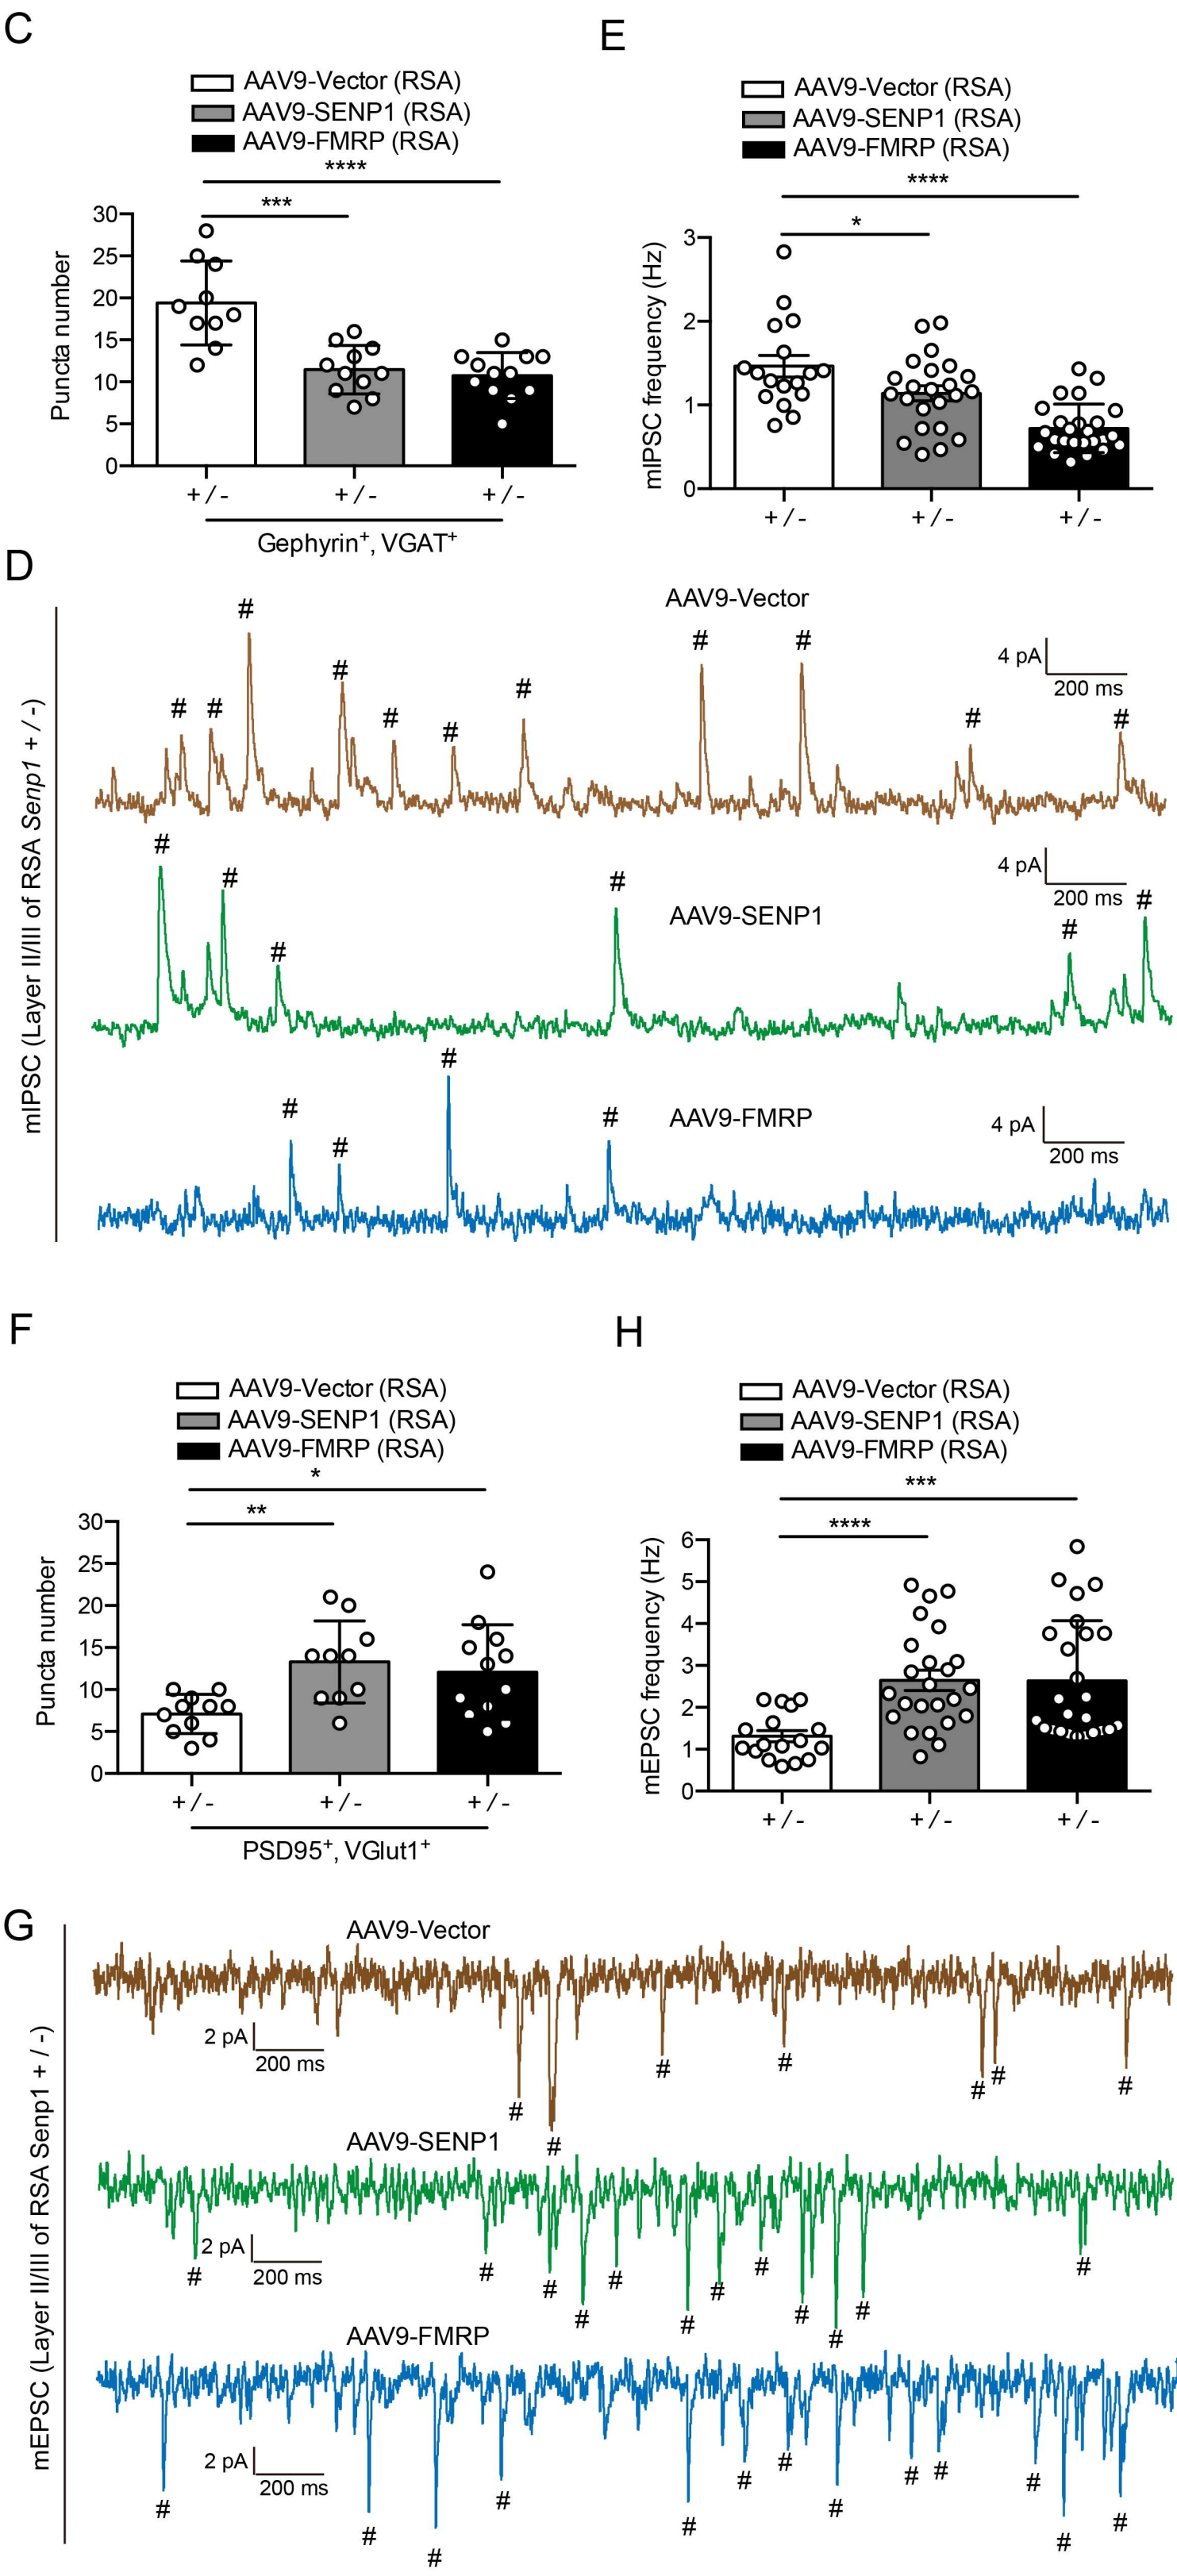 C
AAV9-Vector (RSA)
AAV9-SENP1 (RSA)
AAV9-FMRP (RSA)
****
***
Puncta number
30
25
20
15
10
5
0
+ / -
+ / -
+ / -
Gephyrin+, VGAT+
E
AAV9-Vector (RSA)
AAV9-SENP1 (RSA)
AAV9-FMRP (RSA)
****
*
mIPSC frequency (Hz)
3
2
1
0
+ / -
+ / -
+ / -
D
mIPSC (Layer II/III of RSA Senp1 + / -)
AAV9-Vector
# # # # # # # # # # #
4 pA
200 ms
AAV9-SENP1
# # # # # #
4 pA
200 ms
AAV9-FMRP
# # # #
4 pA
200 ms
F
AAV9-Vector (RSA)
AAV9-SENP1 (RSA)
AAV9-FMRP (RSA)
*
**
Puncta number
30
25
20
15
10
5
0
+ / -
+ / -
+ / -
PSD95+, VGlut1+
H
AAV9-Vector (RSA)
AAV9-SENP1 (RSA)
AAV9-FMRP (RSA)
***
****
mEPSC frequency (Hz)
6
5
4
3
2
1
0
+ / -
+ / -
+ / -
G
mEPSC (Layer II/III of RSA Senp1 + / -)
AAV9-Vector
2 pA
200 ms
# # # # # # #
AAV9-SENP1
2 pA
200 ms
# # # # # # # # # # # #
AAV9-FMRP
2 pA
200 ms
# # # # # # # # # # # # #